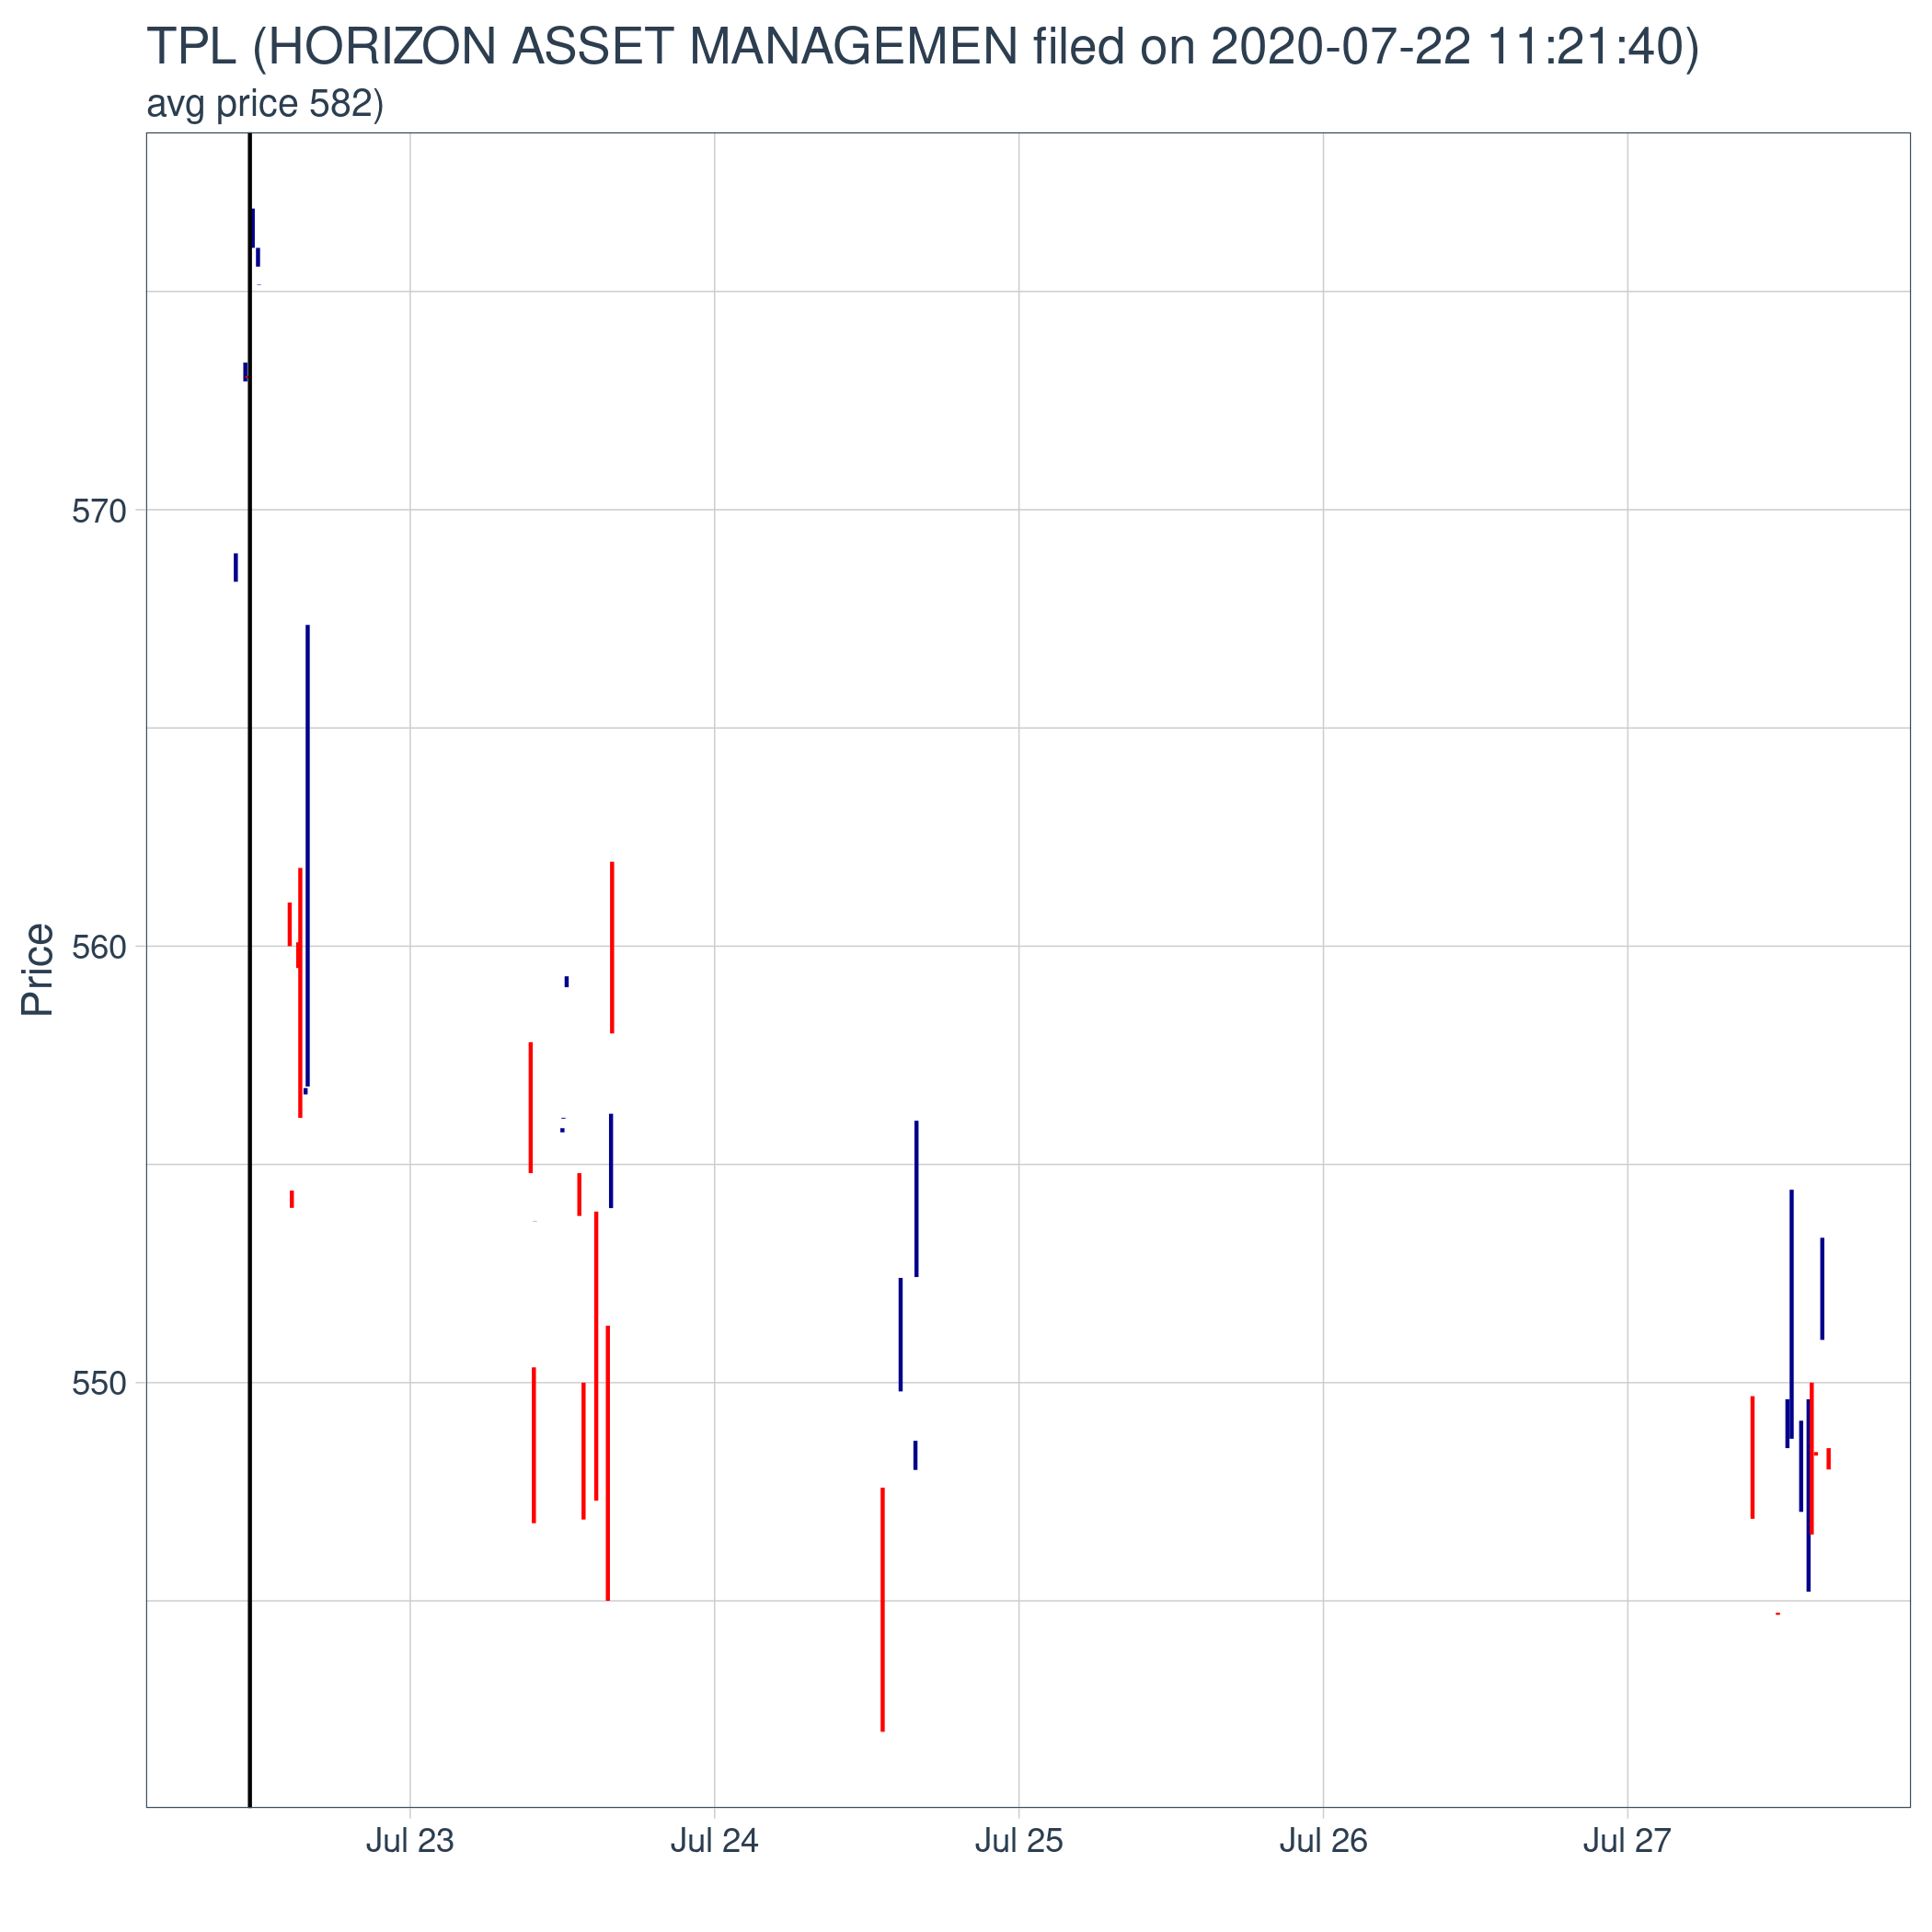 TPL (HORIZON ASSET MANAGEMEN filed on 2020-07-22 11:21:40)
avg price 582)
570
560
550
Price
Jul 23 Jul 24 Jul 25 Jul 26 Jul 27